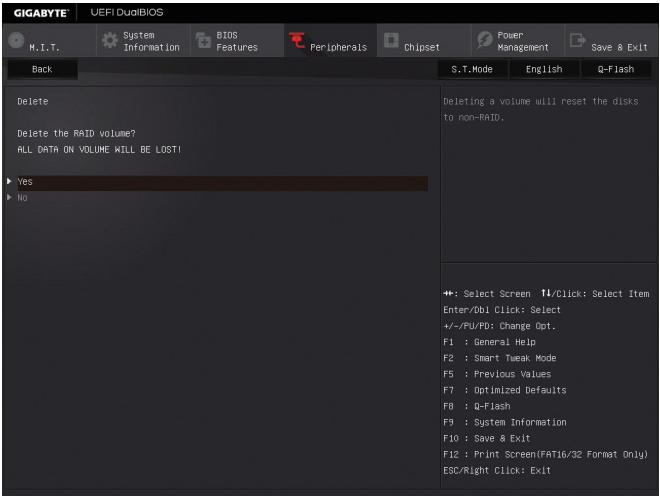 GIGABYTE™ UEFI DualBIOS
M.I.T. System Information BIOS Features Peripherals Chipset Power Management Save & Exit
Back S.T.Mode English Q-Flash
Delete
Delete the RAID volume?
ALL DATA ON VOLUME WILL BE LOST!
Yes
No
Deleting a volume will reset the disks
to non-RAID.
→←: Select Screen ↑↓/Click: Select Item
Enter/Dbl Click: Select
+/-/PU/PD: Change Opt.
F1 : General Help
F2 : Smart Tweak Mode
F5 : Previous Values
F7 : Optimized Defaults
F8 : Q-Flash
F9 : System Information
F10 : Save & Exit
F12 : Print Screen(FAT16/32 Format Only)
ESC/Right Click: Exit